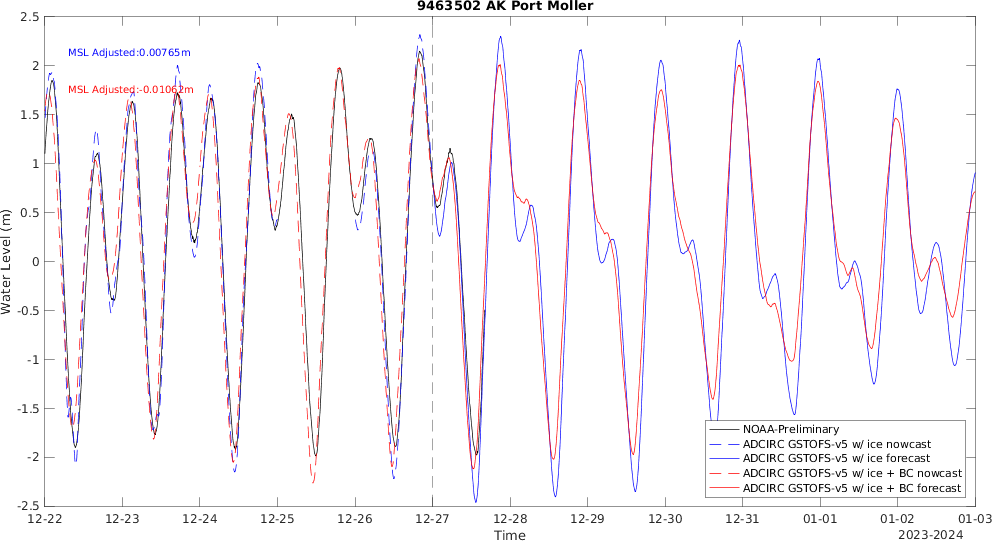 9463502 AK Port Moller
MSL Adjusted:0.00765m
MSL Adjusted:-0.01062m
Water Level (m)
2.5
2
1.5
1
0.5
0
-0.5
-1
-1.5
-2
-2.5
NOAA-Preliminary
ADCIRC GSTOFS-v5 w/ ice nowcast
ADCIRC GSTOFS-v5 w/ ice forecast
ADCIRC GSTOFS-v5 w/ ice + BC nowcast
ADCIRC GSTOFS-v5 w/ ice + BC forecast
12-22 12-23 12-24 12-25 12-26 12-27 12-28 12-29 12-30 12-31 01-01 01-02 01-03
Time
2023-2024